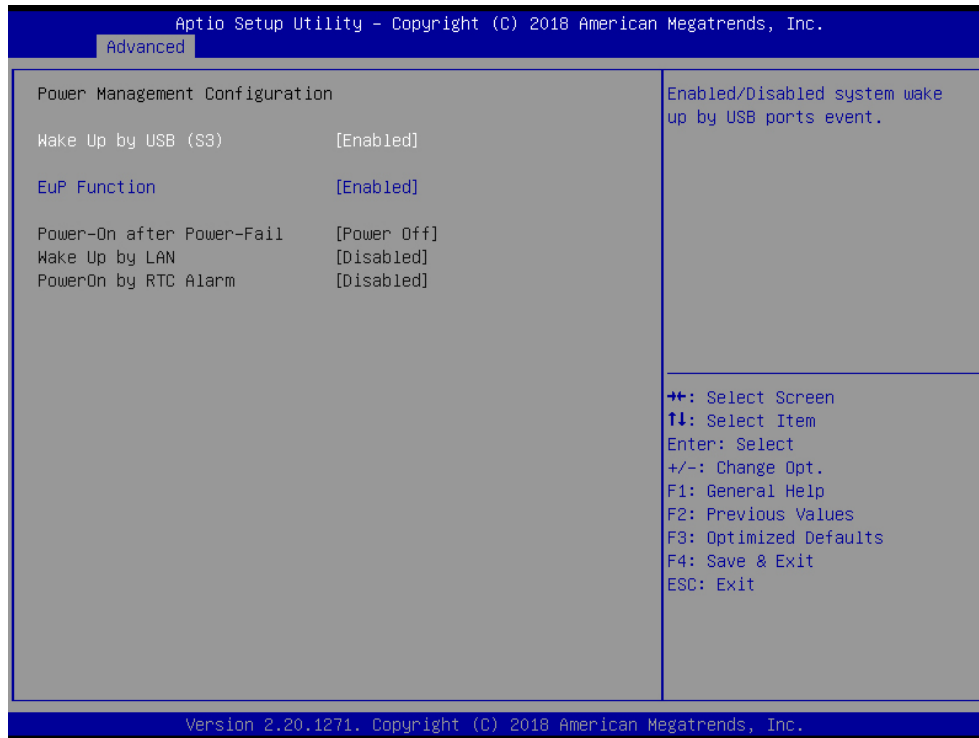 Aptio Setup Utility – Copyright (C) 2018 American Megatrends, Inc.
Advanced
Power Management Configuration
Wake Up by USB (S3) [Enabled]
EuP Function [Enabled]
Power-On after Power-Fail [Power Off]
Wake Up by LAN [Disabled]
PowerOn by RTC Alarm [Disabled]
Enabled/Disabled system wake
up by USB ports event.
→←: Select Screen
↑↓: Select Item
Enter: Select
+/-: Change Opt.
F1: General Help
F2: Previous Values
F3: Optimized Defaults
F4: Save & Exit
ESC: Exit
Version 2.20.1271. Copyright (C) 2018 American Megatrends, Inc.